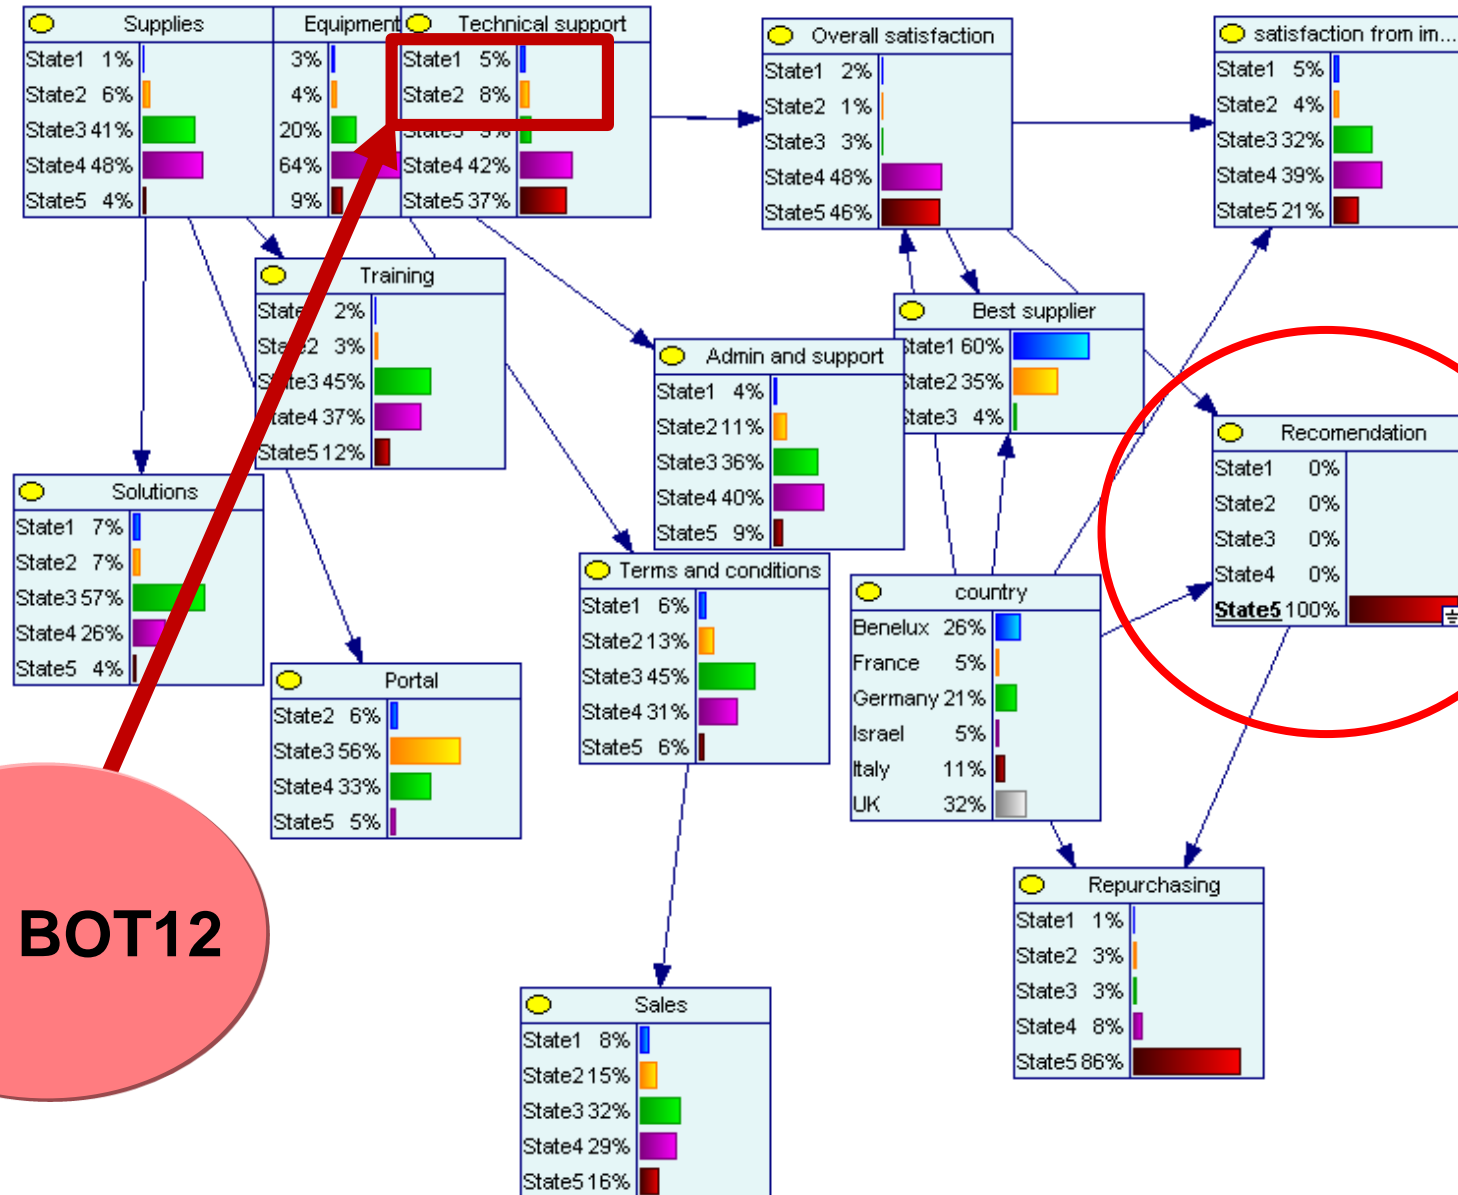 Supplies
State1 1%
State2 6%
State3 41%
State4 48%
State5 4%
Equipment
3%
4%
20%
64%
9%
Technical support
State1 5%
State2 8%
State4 42%
State5 37%
Overall satisfaction
State1 2%
State2 1%
State3 3%
State4 48%
State5 46%
satisfaction from im...
State1 5%
State2 4%
State3 32%
State4 39%
State5 21%
Training
2%
3%
45%
State4 37%
State5 12%
Best supplier
State1 60%
State2 35%
State3 4%
Admin and support
State1 4%
State2 11%
State3 36%
State4 40%
State5 9%
Recomendation
State1 0%
State2 0%
State3 0%
State4 0%
State5 100%
Solutions
State1 7%
State2 7%
State3 57%
State4 26%
State5 4%
Terms and conditions
State1 6%
State2 13%
State3 45%
State4 31%
State5 6%
country
Benelux 26%
France 5%
Germany 21%
Israel 5%
Italy 11%
UK 32%
Portal
State2 6%
State3 56%
State4 33%
State5 5%
BOT12
Repurchasing
State1 1%
State2 3%
State3 3%
State4 8%
State5 86%
Sales
State1 8%
State2 15%
State3 32%
State4 29%
State5 16%